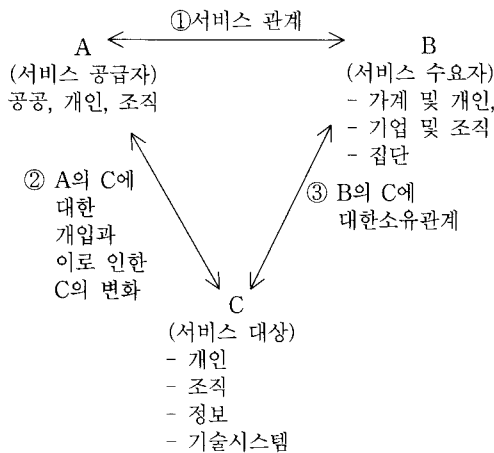 ①서비스 관계
A
(서비스 공급자)
공공, 개인, 조직
B
(서비스 수요자)
- 가계 및 개인,
- 기업 및 조직
- 집단
② A의 C에
대한
개입과
이로 인한
C의 변화
③ B의 C에
대한소유관계
C
(서비스 대상)
- 개인
- 조직
- 정보
- 기술시스템